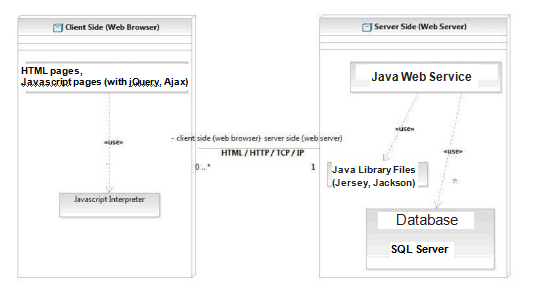 Client Side (Web Browser)
HTML pages,
Javascript pages (with jQuery, Ajax)
«use»
Javascript Interpreter
- client side (web browser} server side (web server)
HTML / HTTP / TCP / IP
0..*
1
Server Side (Web Server)
Java Web Service
«use»
«use»
Java Library Files
(Jersey, Jackson)
Database
SQL Server